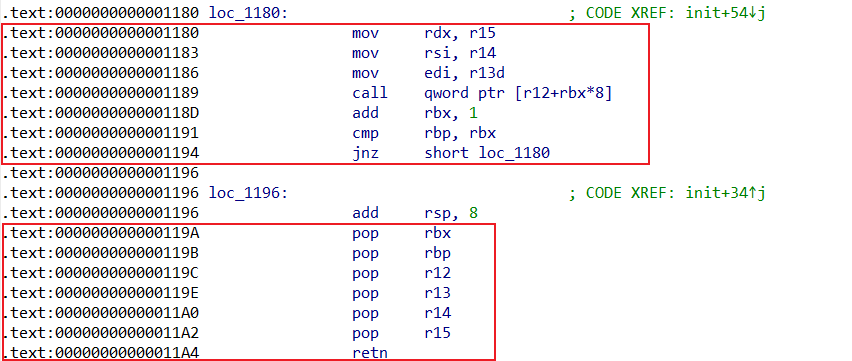 .text:0000000000001180 loc_1180: ; CODE XREF: init+54↓j
.text:0000000000001180 mov rdx, r15
.text:0000000000001183 mov rsi, r14
.text:0000000000001186 mov edi, r13d
.text:0000000000001189 call qword ptr [r12+rbx*8]
.text:000000000000118D add rbx, 1
.text:0000000000001191 cmp rbp, rbx
.text:0000000000001194 jnz short loc_1180
.text:0000000000001196
.text:0000000000001196 loc_1196: ; CODE XREF: init+34↑j
.text:0000000000001196 add rsp, 8
.text:000000000000119A pop rbx
.text:000000000000119B pop rbp
.text:000000000000119C pop r12
.text:000000000000119E pop r13
.text:00000000000011A0 pop r14
.text:00000000000011A2 pop r15
.text:00000000000011A4 retn